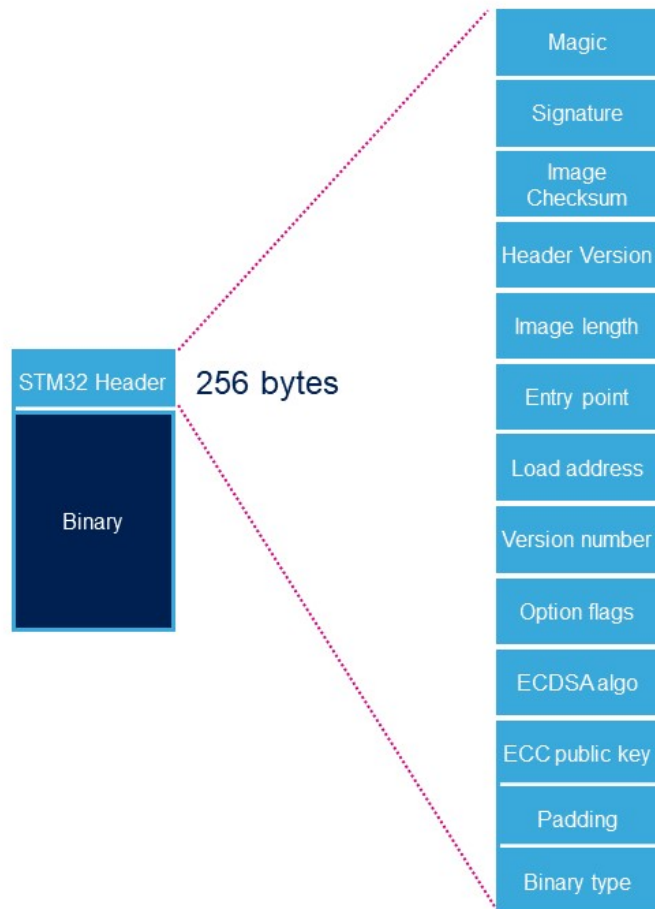 STM32 Header
256 bytes
Binary
Magic
Signature
Image
Checksum
Header Version
Image length
Entry point
Load address
Version number
Option flags
ECDSA algo
ECC public key
Padding
Binary type